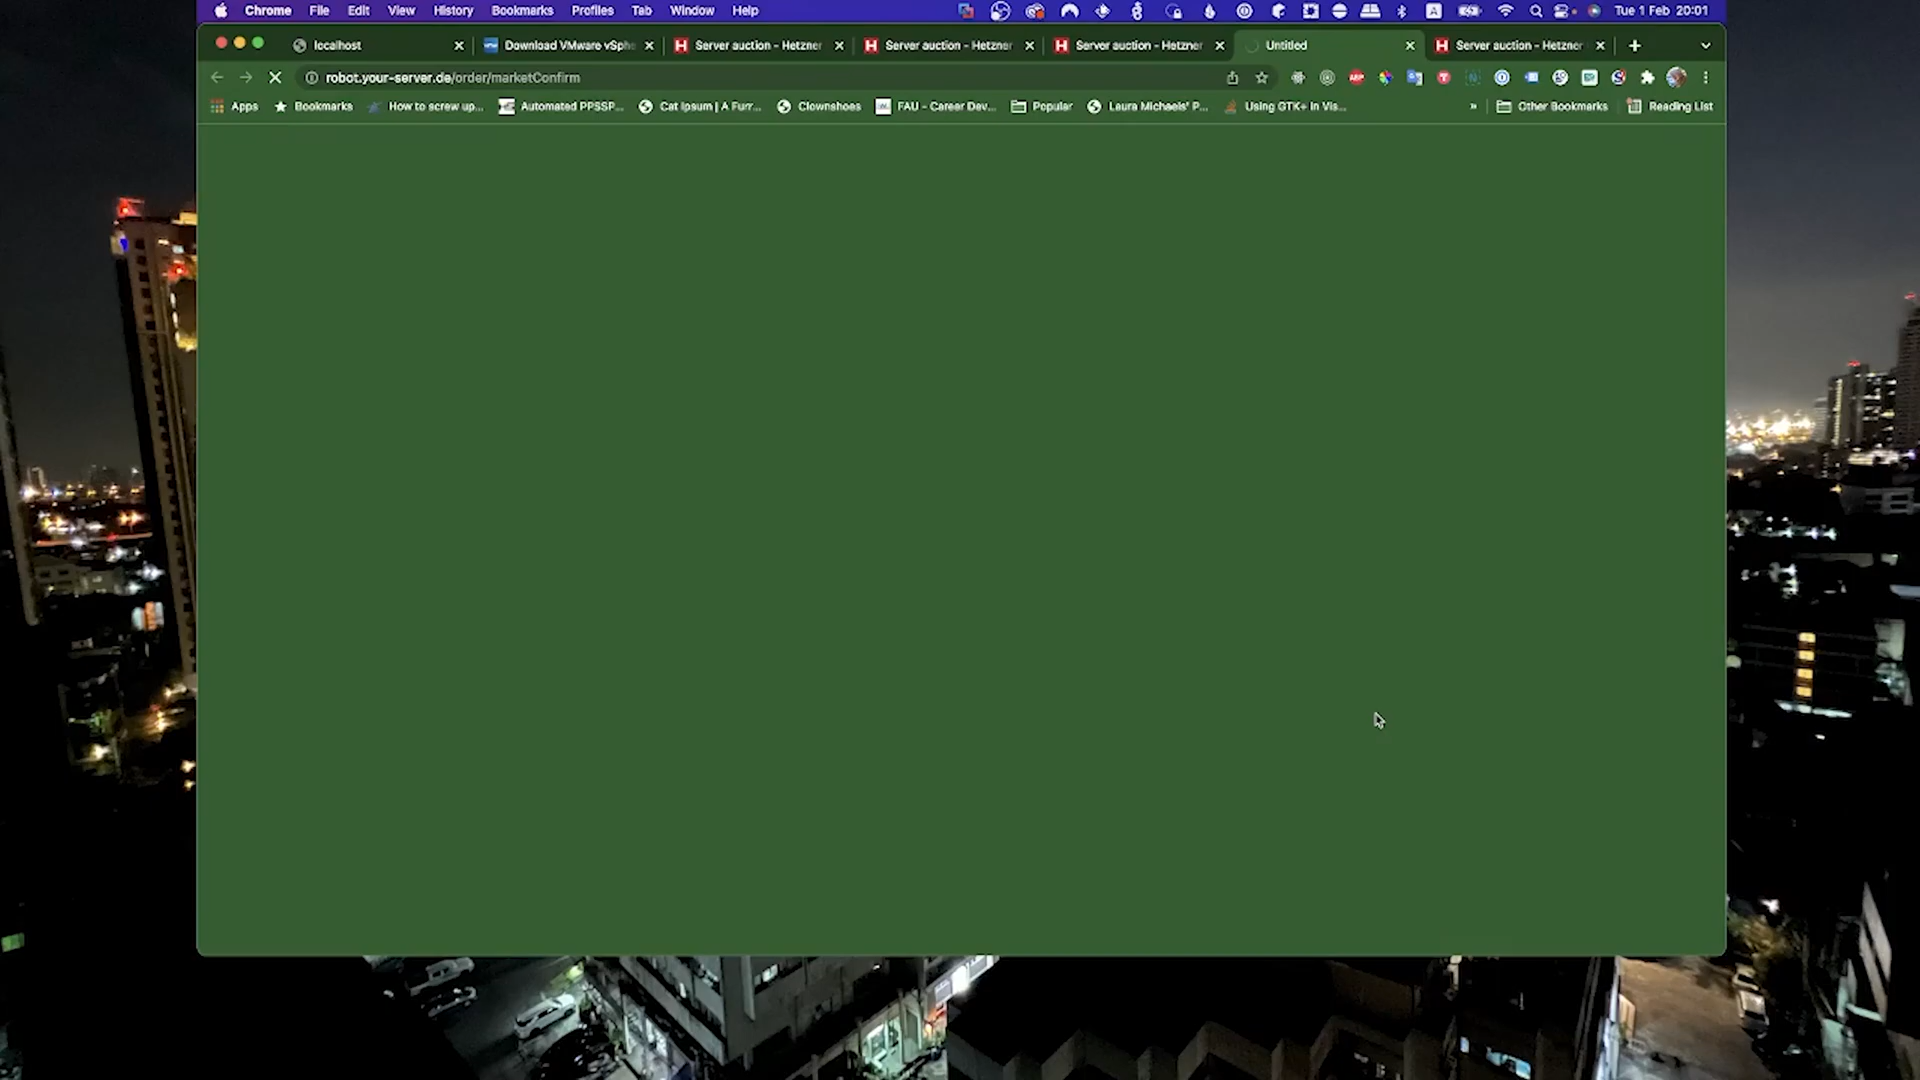 Chrome File Edit View History Bookmarks Profiles Tab Window Help A Tue 1 Feb 20:01
localhost Download VMware vSph Server auction - Hetzner Server auction - Hetzner Server auction - Hetzner Untitled Server auction - Hetzner
robot.your-server.de/order/marketConfirm ABP
Apps Bookmarks How to screw up... Automated PPSSP... Cat Ipsum | A Furr... Clownshoes FAU - Career Dev... Popular Laura Michaels' P... Using GTK+ in Vis... » Other Bookmarks Reading List